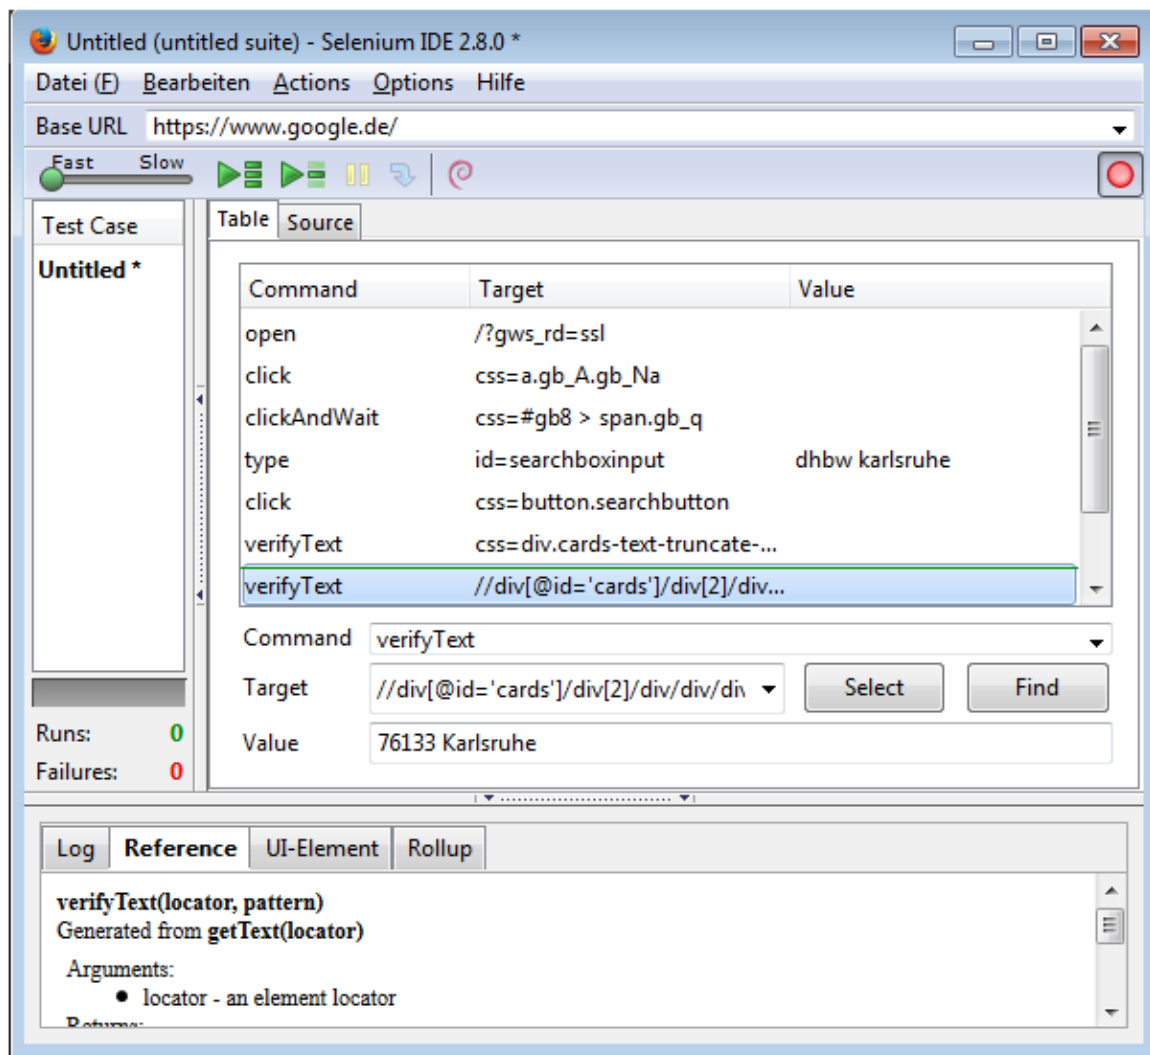 Untitled (untitled suite) - Selenium IDE 2.8.0 *
Datei (F) Bearbeiten Actions Options Hilfe
Base URL https://www.google.de/
Fast Slow
Test Case
Untitled *
Runs: 0
Failures: 0
Table Source
Command Target Value
open /?gws_rd=ssl
click css=a.gb_A.gb_Na
clickAndWait css=#gb8 > span.gb_q
type id=searchboxinput dhbw karlsruhe
click css=button.searchbutton
verifyText css=div.cards-text-truncate-...
verifyText //div[@id='cards']/div[2]/div...
Command verifyText
Target //div[@id='cards']/div[2]/div/div/div Select Find
Value 76133 Karlsruhe
Log Reference UI-Element Rollup
verifyText(locator, pattern)
Generated from getText(locator)
Arguments:
● locator - an element locator
Returns: